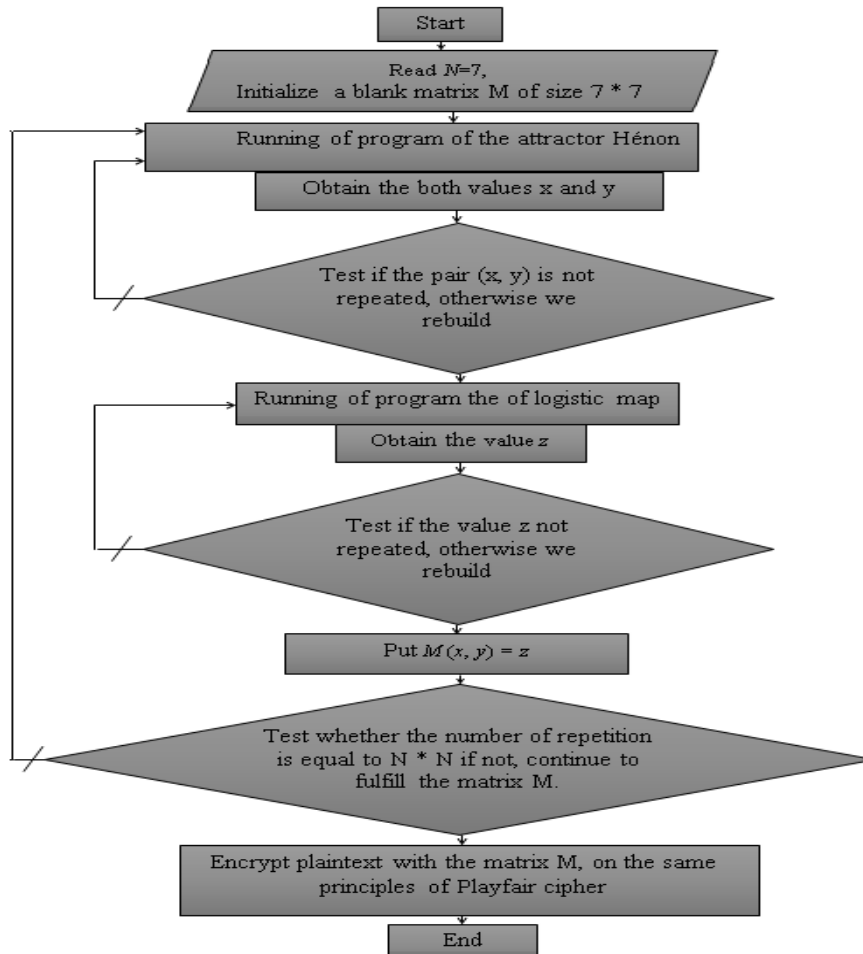 Start
Read N=7,
Initialize a blank matrix M of size 7 * 7
Running of program of the attractor Hénon
Obtain the both values x and y
Test if the pair (x, y) is not
repeated, otherwise we
rebuild
Running of program the of logistic map
Obtain the value z
Test if the value z not
repeated, otherwise we
rebuild
Put M (x, y) = z
Test whether the number of repetition
is equal to N * N if not, continue to
fulfill the matrix M.
Encrypt plaintext with the matrix M, on the same
principles of Playfair cipher
End